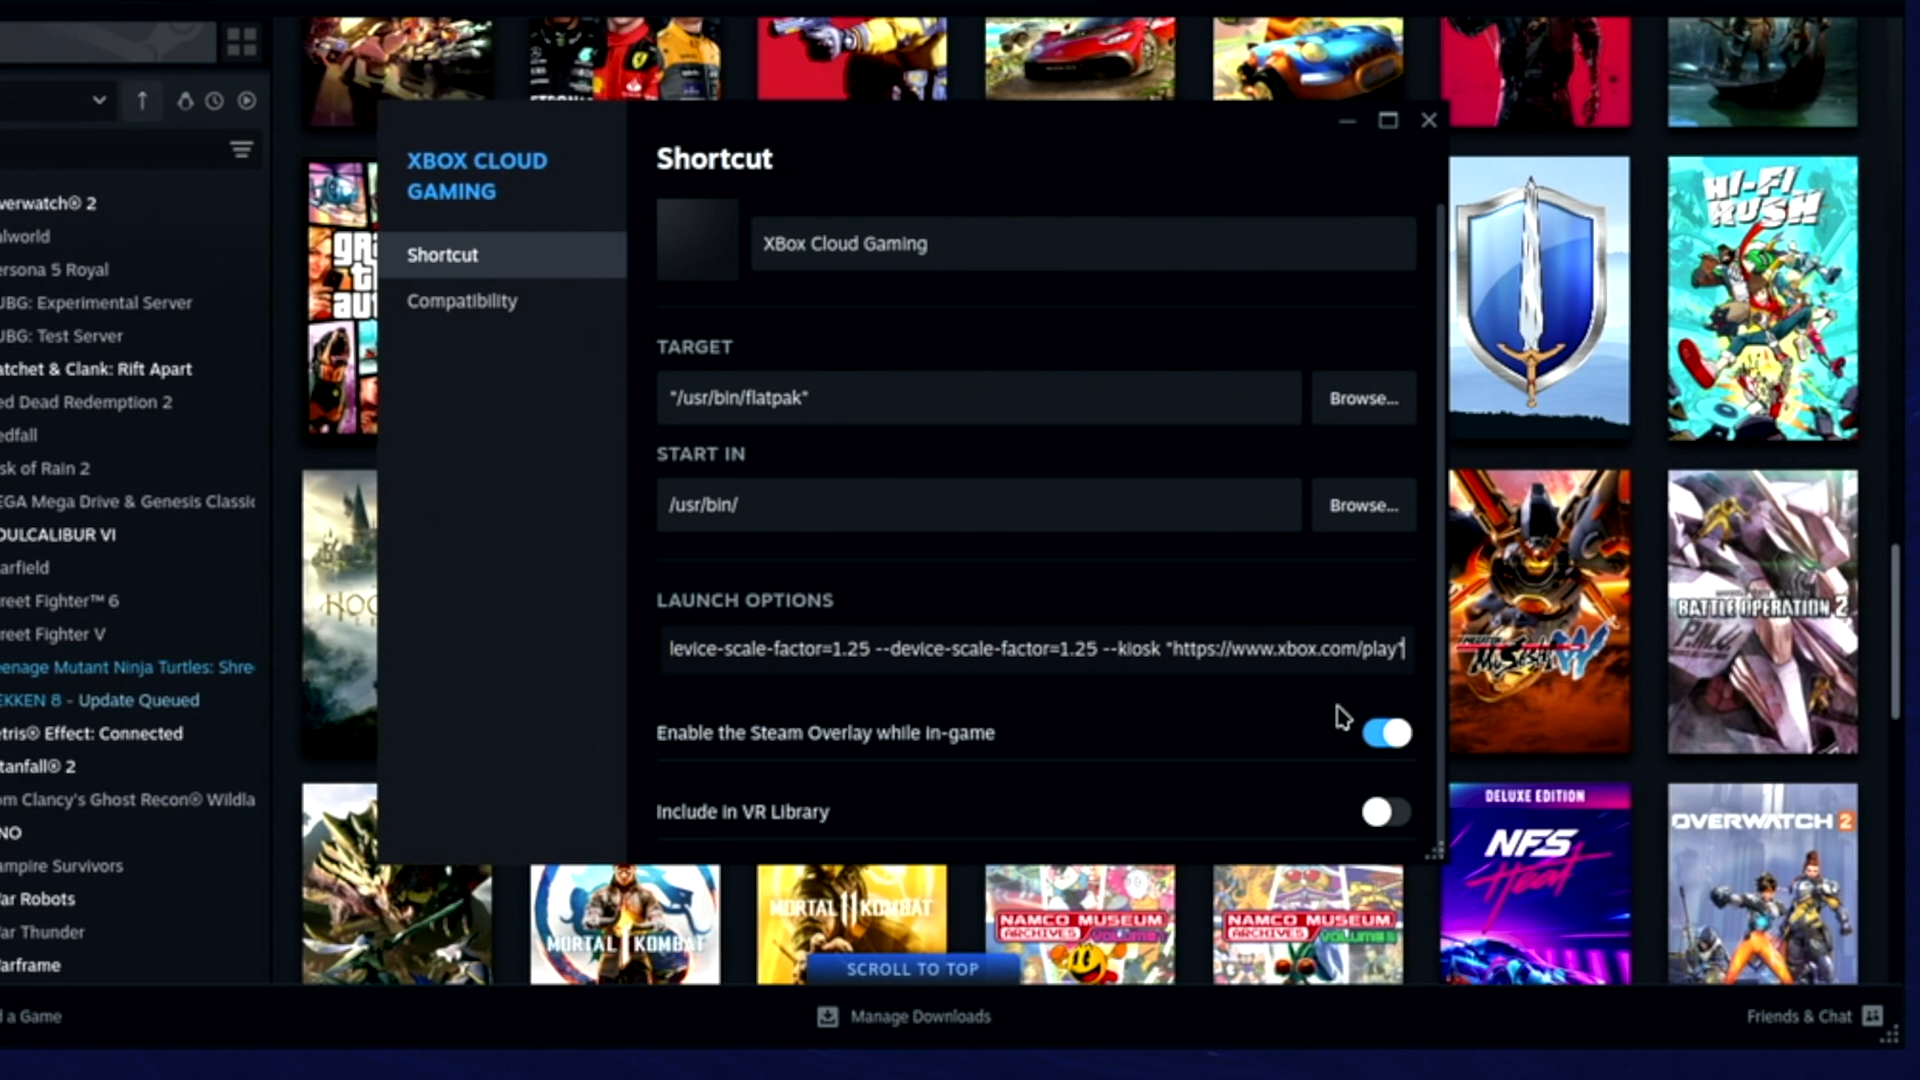 verwatch® 2
alworld
ersona 5 Royal
UBG: Experimental Server
UBG: Test Server
atchet & Clank: Rift Apart
ed Dead Redemption 2
edfall
sk of Rain 2
EGA Mega Drive & Genesis Classic
OULCALIBUR VI
arfield
reet Fighter™ 6
reet Fighter V
eenage Mutant Ninja Turtles: Shre
EKKEN 8 - Update Queued
etris® Effect: Connected
tanfall® 2
om Clancy's Ghost Recon® Wildla
NO
ampire Survivors
ar Robots
ar Thunder
arframe
d a Game
XBOX CLOUD
GAMING
Shortcut
Compatibility
Shortcut
XBox Cloud Gaming
TARGET
"/usr/bin/flatpak"
Browse...
START IN
/usr/bin/
Browse...
LAUNCH OPTIONS
levice-scale-factor=1.25 --device-scale-factor=1.25 --kiosk "https://www.xbox.com/play"
Enable the Steam Overlay while in-game
Include in VR Library
HI-FI
RUSH
BATTLE OPERATION 2
DELUXE EDITION
NFS
Heat
OVERWATCH 2
MORTAL KOMBAT
MORTAL 11 KOMBAT
NAMCO MUSEUM
ARCHIVES
NAMCO MUSEUM
ARCHIVES
SCROLL TO TOP
Manage Downloads
Friends & Chat